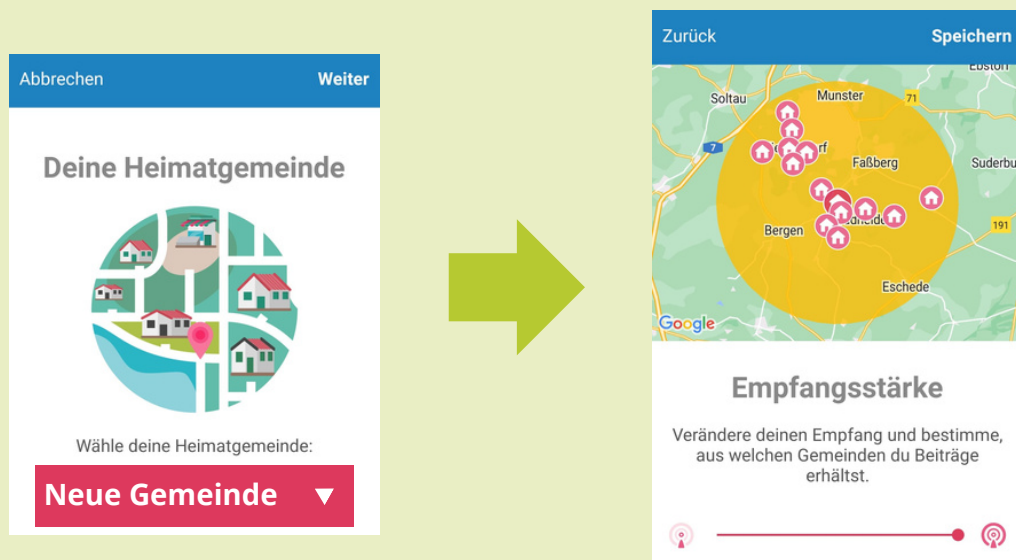 Abbrechen
Weiter
Deine Heimatgemeinde
Wähle deine Heimatgemeinde:
Neue Gemeinde
Zurück
Speichern
Soltau
Munster
71
7
Faßberg
Bergen
191
Eschede
Google
Empfangsstärke
Verändere deinen Empfang und bestimme,
aus welchen Gemeinden du Beiträge
erhältst.